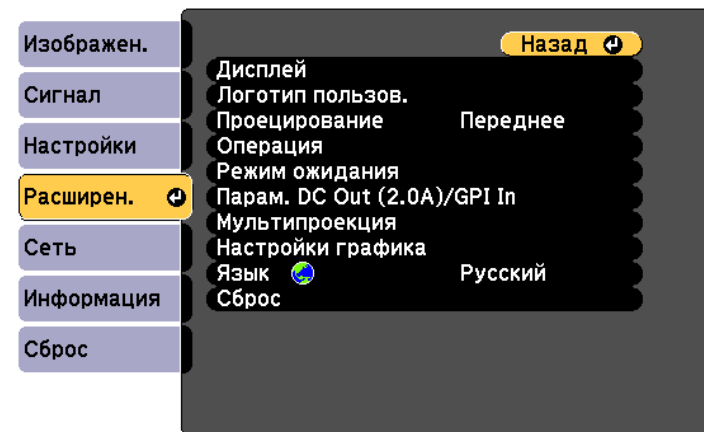 Изображен.
Сигнал
Настройки
Расширен.
Сеть
Информация
Сброс
Назад
Дисплей
Логотип пользов.
Проецирование Переднее
Операция
Режим ожидания
Парам. DC Out (2.0A)/GPI In
Мультипроекция
Настройки графика
Язык Русский
Сброс